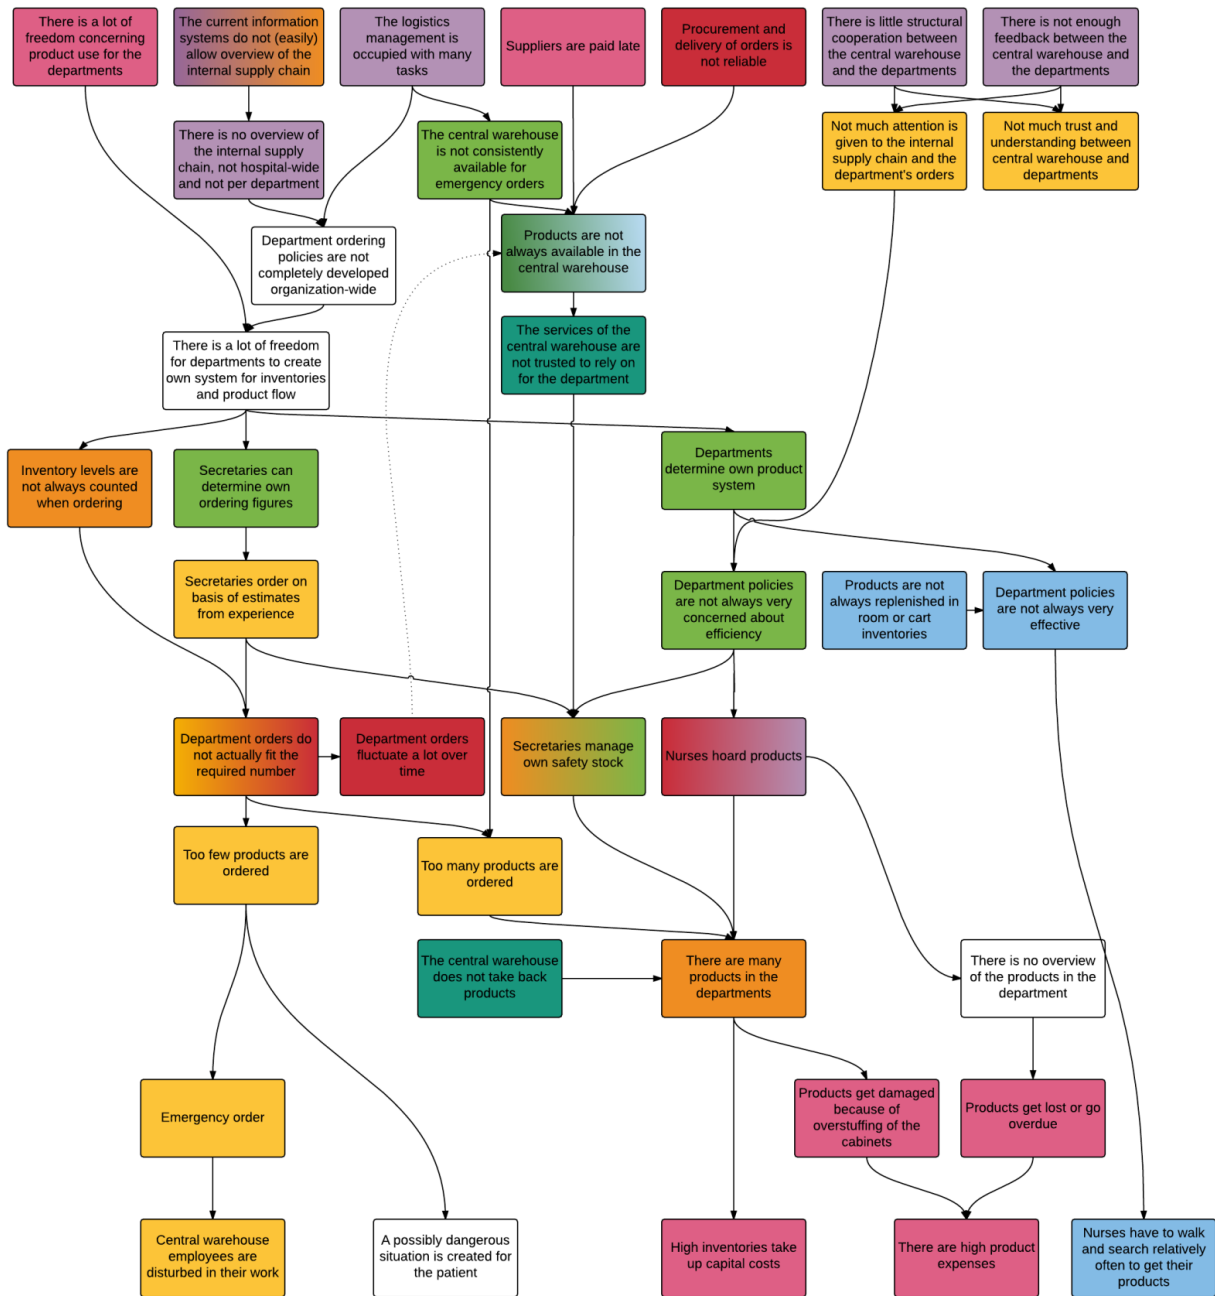 There is a lot of
freedom concerning
product use for the
departments
The current information
systems do not (easily)
allow overview of the
internal supply chain
The logistics
management is
occupied with many
tasks
Suppliers are paid late
Procurement and
delivery of orders is
not reliable
There is little structural
cooperation between
the central warehouse
and the departments
There is not enough
feedback between the
central warehouse and
the departments
There is no overview of
the internal supply
chain, not hospital-wide
and not per department
The central warehouse
is not consistently
available for
emergency orders
Not much attention is
given to the internal
supply chain and the
department's orders
Not much trust and
understanding between
central warehouse and
departments
Department ordering
policies are not
completely developed
organization-wide
Products are not
always available in the
central warehouse
There is a lot of freedom
for departments to create
own system for inventories
and product flow
The services of the
central warehouse are
not trusted to rely on
for the department
Inventory levels are
not always counted
when ordering
Secretaries can
determine own
ordering figures
Departments
determine own product
system
Secretaries order on
basis of estimates
from experience
Department policies
are not always very
concerned about
efficiency
Products are not
always replenished in
room or cart
inventories
Department policies
are not always very
effective
Department orders do
not actually fit the
required number
Department orders
fluctuate a lot over
time
Secretaries manage
own safety stock
Nurses hoard products
Too few products are
ordered
Too many products are
ordered
The central warehouse
does not take back
products
There are many
products in the
departments
There is no overview
of the products in the
department
Emergency order
Products get damaged
because of
overstuffing of the
cabinets
Products get lost or go
overdue
Central warehouse
employees are
disturbed in their work
A possibly dangerous
situation is created for
the patient
High inventories take
up capital costs
There are high product
expenses
Nurses have to walk
and search relatively
often to get their
products